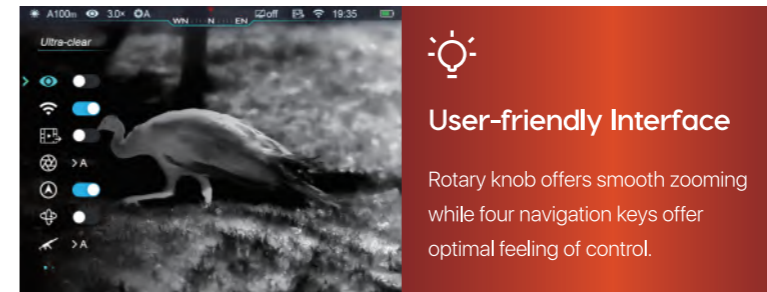 A100m 3.0× A WN N EN off 19:35
Ultra-clear
>
>A
>A
User-friendly Interface
Rotary knob offers smooth zooming
while four navigation keys offer
optimal feeling of control.